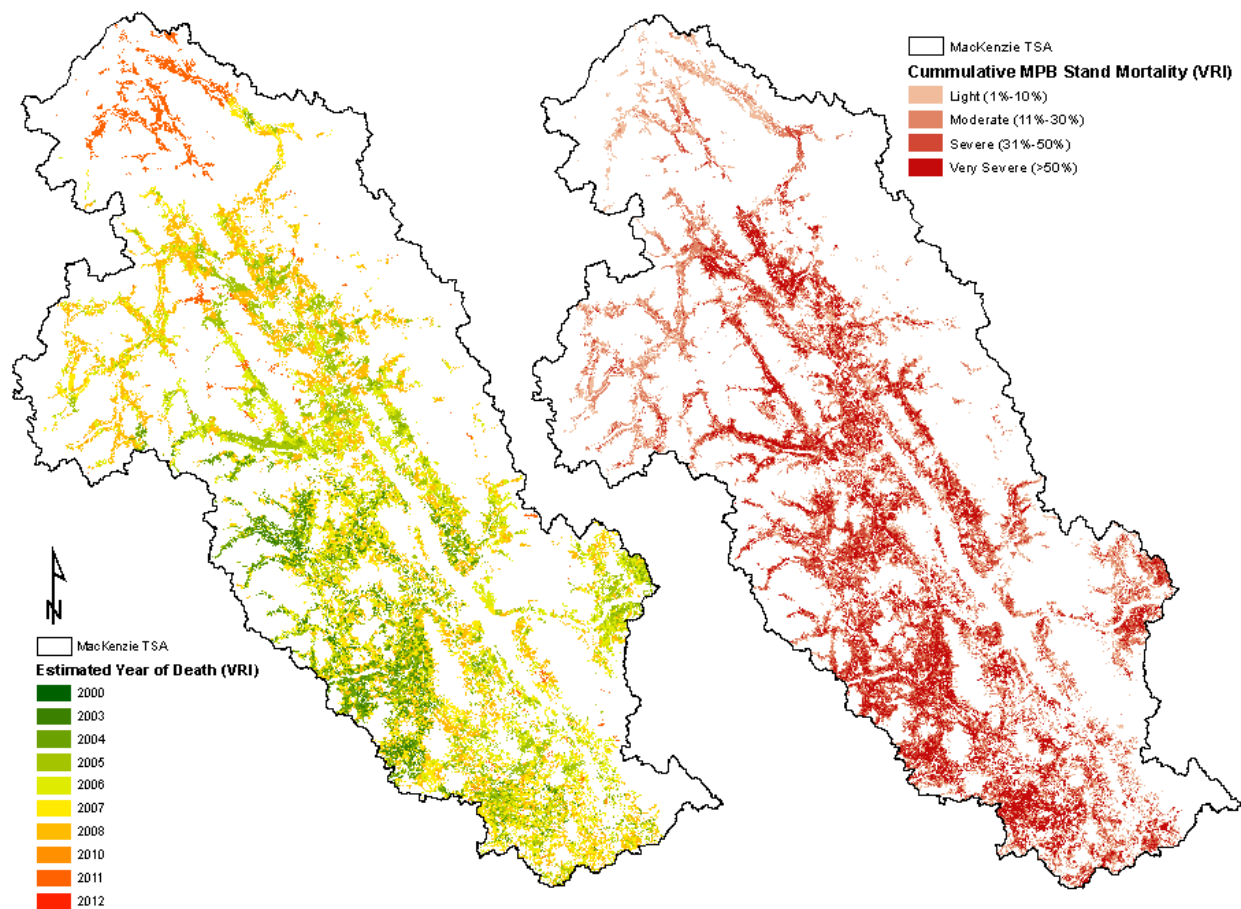 MacKenzie TSA
Cummulative MPB Stand Mortality (VRI)
Light (1%-10%)
Moderate (11%-30%)
Severe (31%-50%)
Very Severe (>50%)
N
MacKenzie TSA
Estimated Year of Death (VRI)
2000
2003
2004
2005
2006
2007
2008
2010
2011
2012